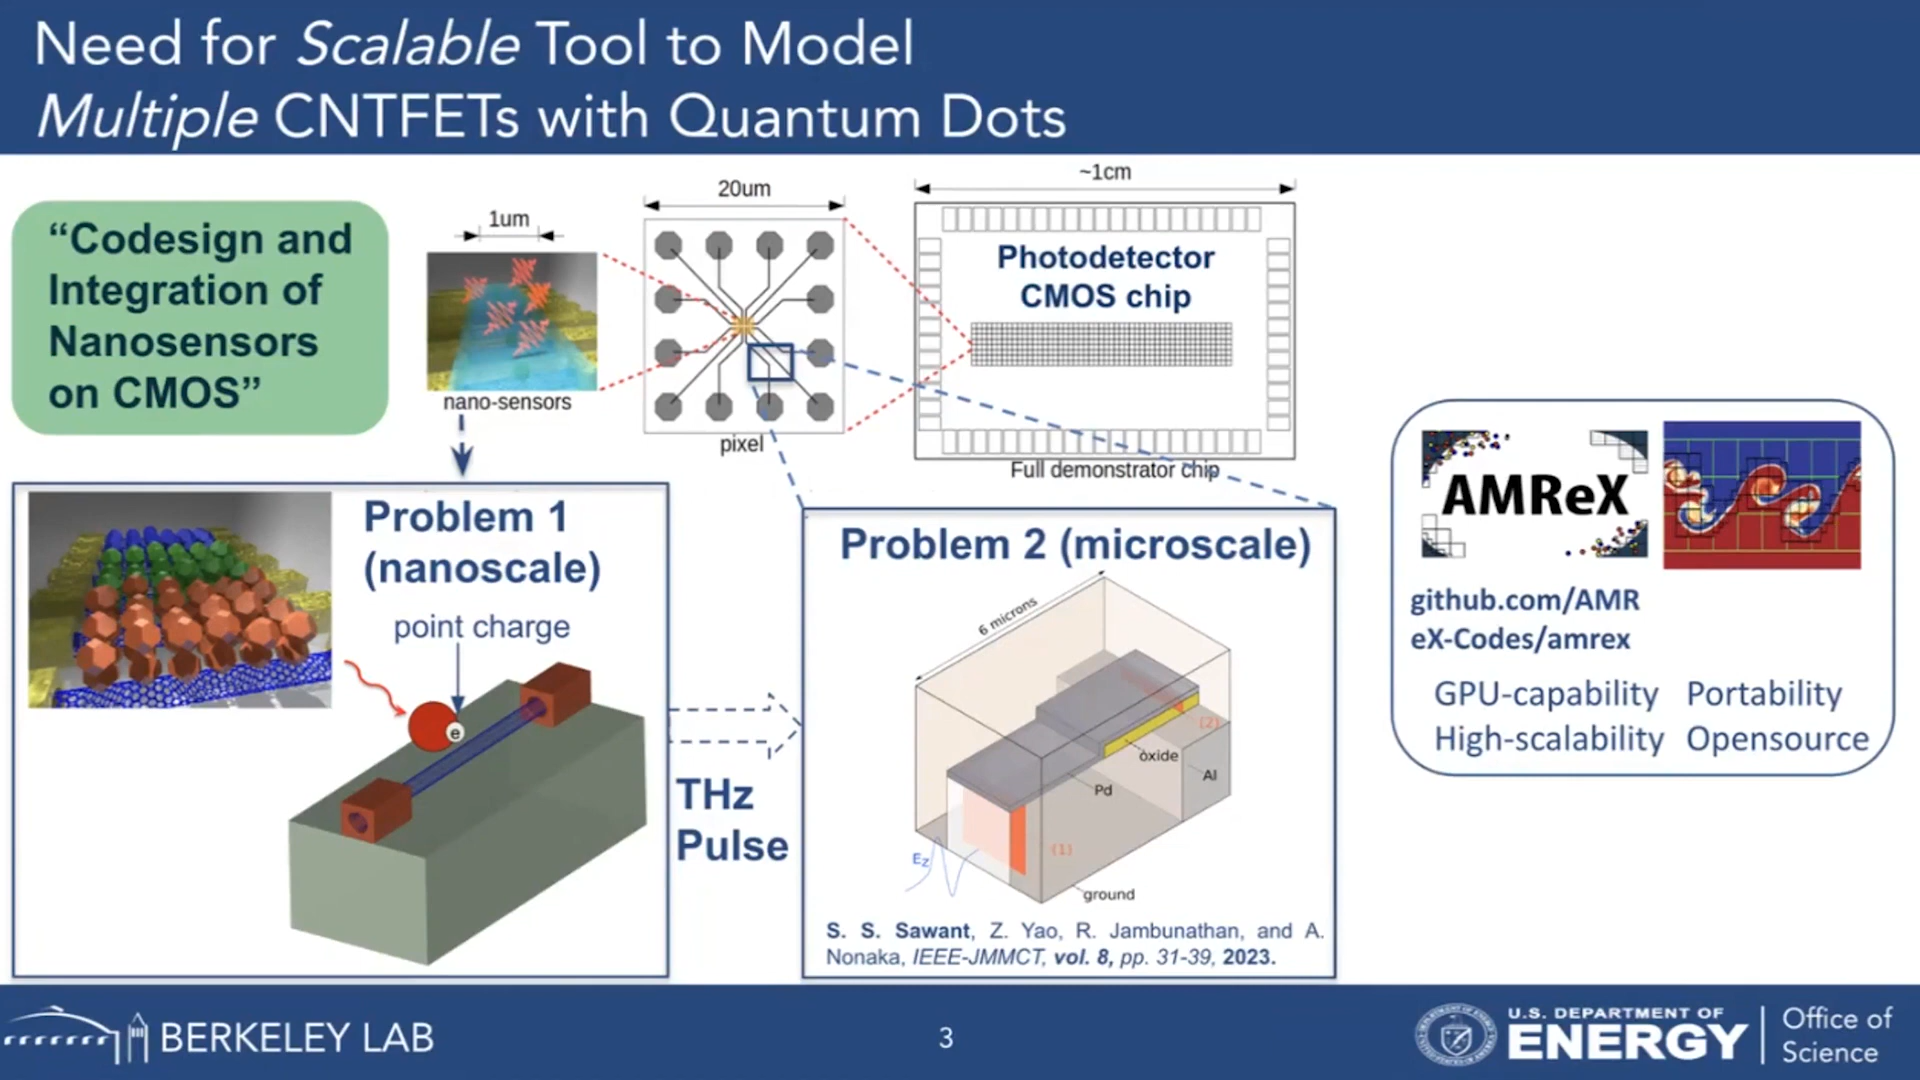 Need for Scalable Tool to Model
Multiple CNTFETs with Quantum Dots
“Codesign and
Integration of
Nanosensors
on CMOS”
1um
nano-sensors
20um
pixel
~1cm
Photodetector
CMOS chip
Full demonstrator chip
Problem 1
(nanoscale)
point charge
e
THz
Pulse
Problem 2 (microscale)
6 microns
(2)
oxide
Al
Pd
(1)
Ez
ground
S. S. Sawant, Z. Yao, R. Jambunathan, and A.
Nonaka, IEEE-JMMCT, vol. 8, pp. 31-39, 2023.
AMReX
github.com/AMR
eX-Codes/amrex
GPU-capability Portability
High-scalability Opensource
BERKELEY LAB
3
U.S. DEPARTMENT OF
ENERGY
Office of
Science